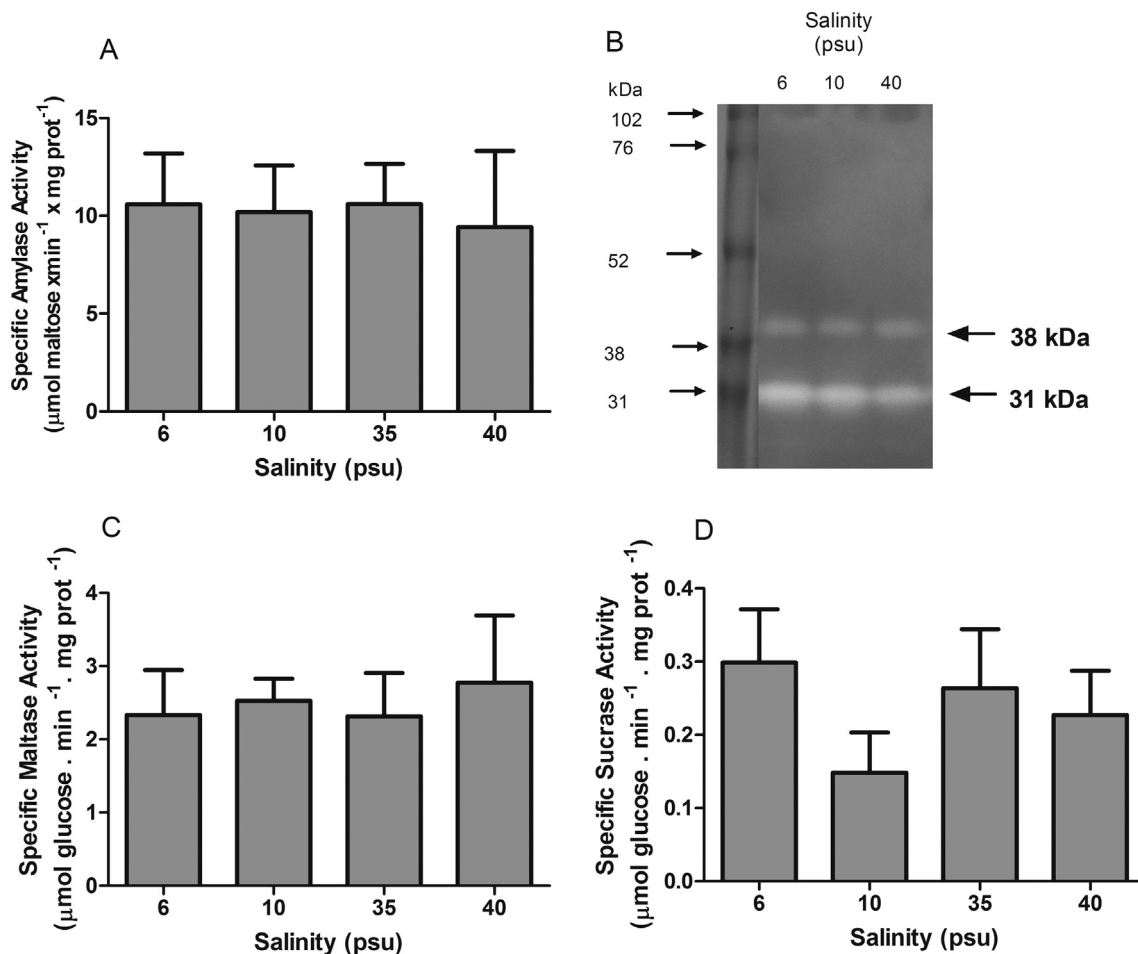 A
Specific Amylase Activity
(μmol maltose xmin⁻¹ x mg prot⁻¹)
15
10
5
0
6 10 35 40
Salinity (psu)
B
Salinity
(psu)
6 10 40
kDa
102
76
52
38
31
38 kDa
31 kDa
C
Specific Maltase Activity
(μmol glucose . min ⁻¹. mg prot ⁻¹)
4
3
2
1
0
6 10 35 40
Salinity (psu)
D
Specific Sucrase Activity
(μmol glucose . min ⁻¹ . mg prot ⁻¹)
0.4
0.3
0.2
0.1
0.0
6 10 35 40
Salinity (psu)